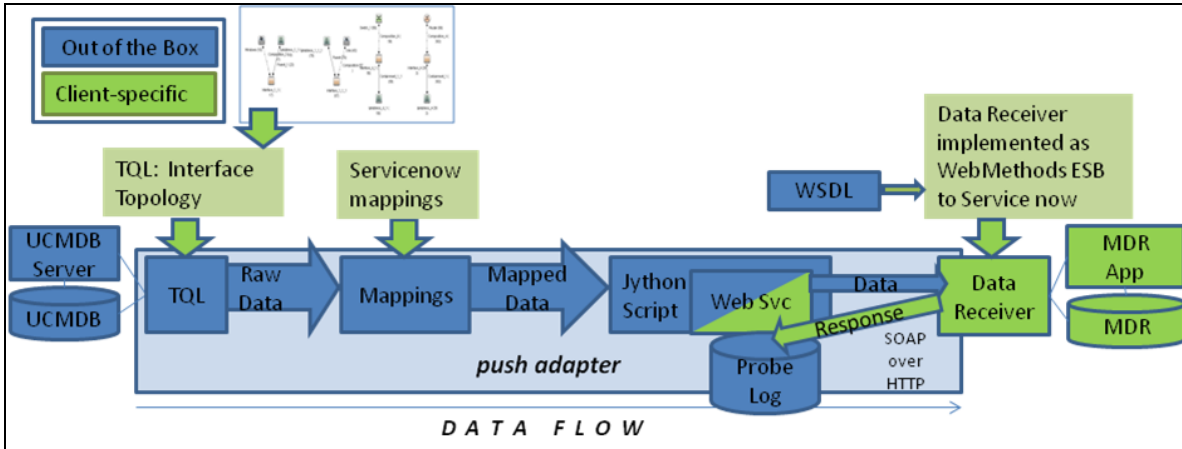 Out of the Box
Client-specific
TQL: Interface
Topology
Servicenow
mappings
WSDL
Data Receiver
implemented as
WebMethods ESB
to Service now
UCMDB
Server
UCMDB
TQL
Raw
Data
Mappings
Mapped
Data
Jython
Script
Web Svc
Data
Response
Data
Receiver
MDR
App
MDR
SOAP
over
HTTP
Probe
Log
push adapter
DATA FLOW